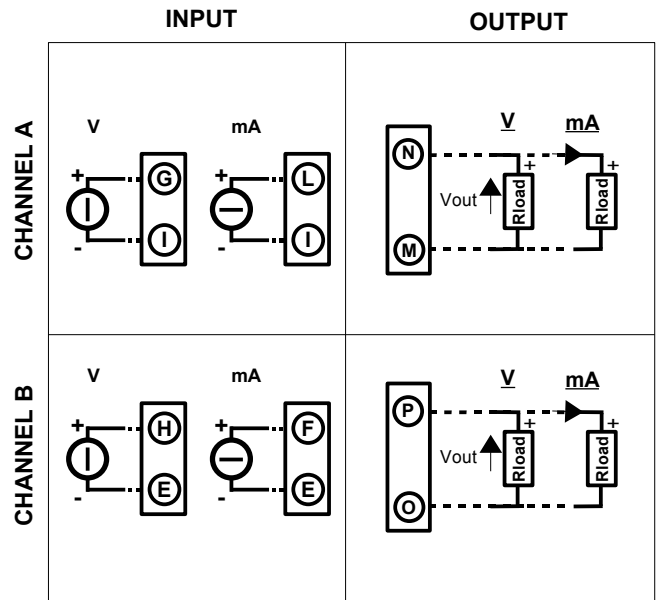 INPUT
OUTPUT
CHANNEL A
V
mA
+
G
-
I
+
L
-
I
V
mA
N
+
+
Vout
Rload
Rload
M
CHANNEL B
V
mA
+
H
-
E
+
F
-
E
V
mA
P
+
+
Vout
Rload
Rload
O